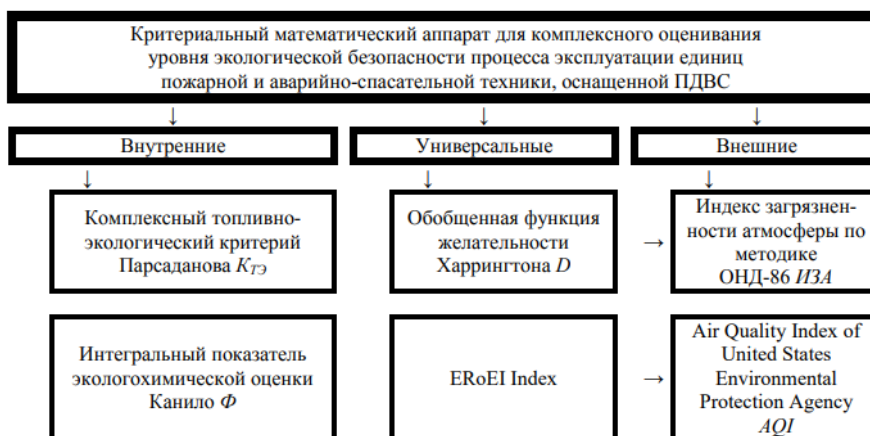 Критериальный математический аппарат для комплексного оценивания
уровня экологической безопасности процесса эксплуатации единиц
пожарной и аварийно-спасательной техники, оснащенной ПДВС
↓ ↓ ↓
Внутренние
Универсальные
Внешние
↓ ↓ ↓
Комплексный топливно-
экологический критерий
Парсаданова К_ТЭ
Обобщенная функция
желательности
Харрингтона D
→
Индекс загрязнен-
ности атмосферы по
методике
ОНД-86 ИЗА
Интегральный показатель
экологохимической оценки
Канило Ф
ERoEI Index
→
Air Quality Index of
United States
Environmental
Protection Agency
AQI